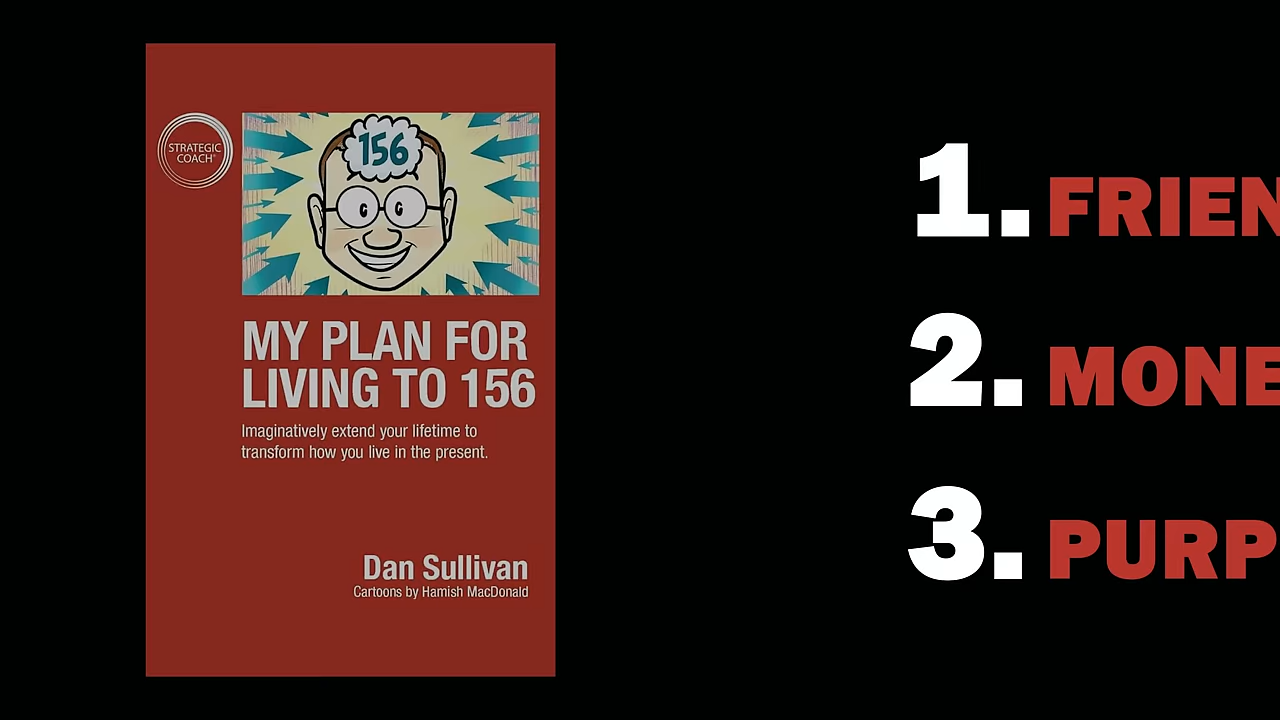 STRATEGIC
COACH®
156
MY PLAN FOR
LIVING TO 156
Imaginatively extend your lifetime to
transform how you live in the present.
Dan Sullivan
Cartoons by Hamish MacDonald
1. FRIEN
2. MONE
3. PURP